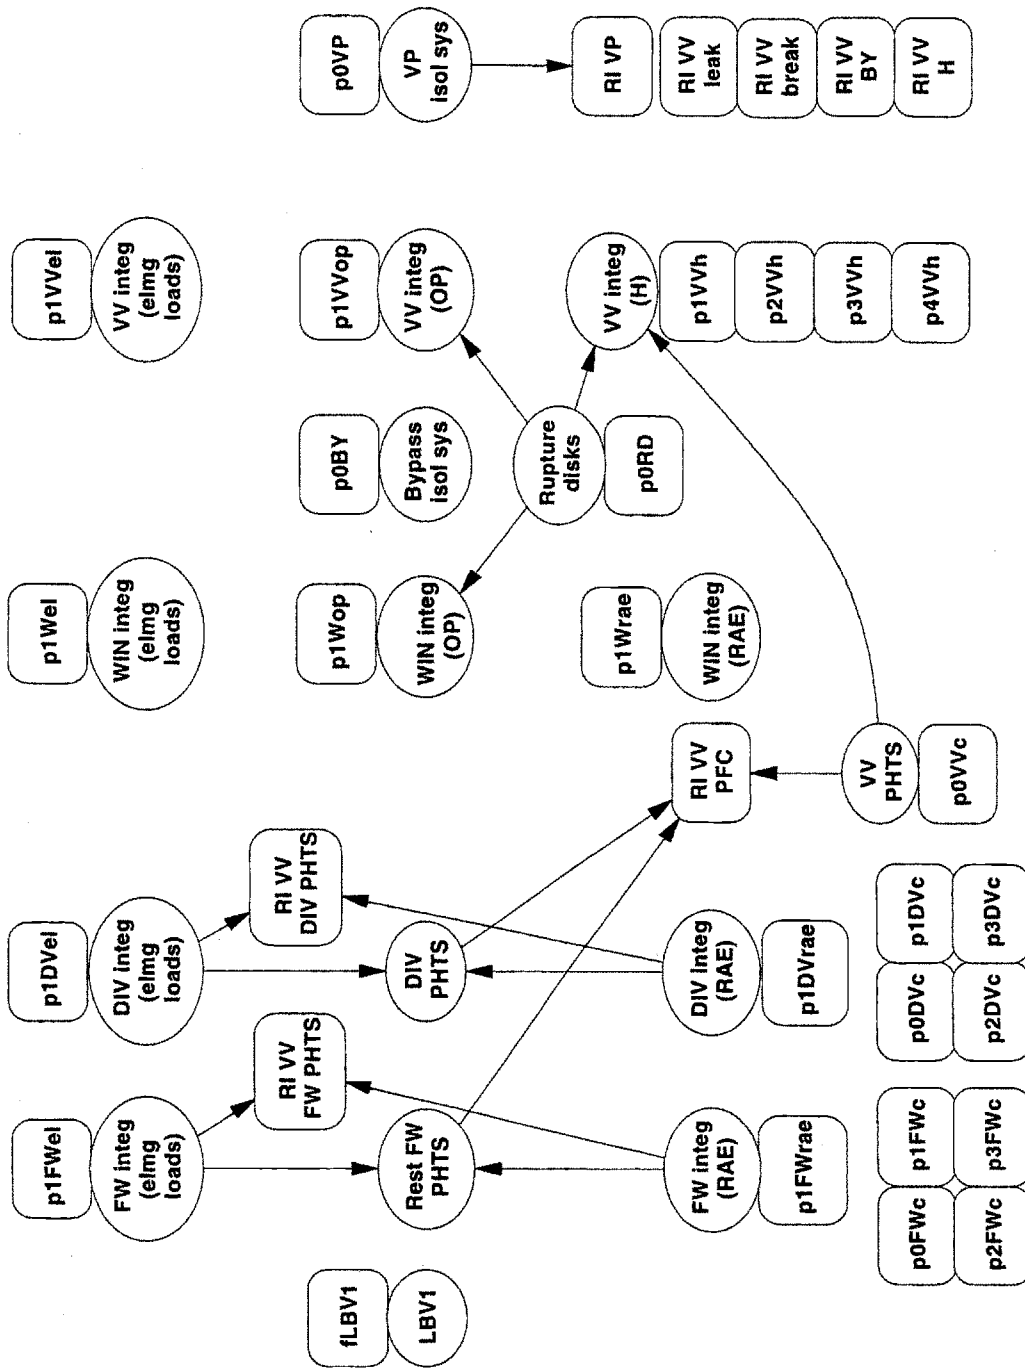 fLBV1
LBV1
p1FWel
FW integ
(elmg
loads)
RI VV
FW PHTS
Rest FW
PHTS
FW integ
(RAE)
p1FWrae
p0FWc
p1FWc
p2FWc
p3FWc
p1DVel
DIV integ
(elmg
loads)
RI VV
DIV PHTS
DIV
PHTS
DIV integ
(RAE)
p1DVrae
p0DVc
p1DVc
p2DVc
p3DVc
RI VV
PFC
VV
PHTS
p0VVc
p1Wel
WIN integ
(elmg
loads)
p1Wop
WIN integ
(OP)
p1Wrae
WIN integ
(RAE)
p0BY
Bypass
isol sys
Rupture
disks
p0RD
p1VVel
VV integ
(elmg
loads)
p1VVop
VV integ
(OP)
VV integ
(H)
p1VVh
p2VVh
p3VVh
p4VVh
p0VP
VP
isol sys
RI VP
RI VV
leak
RI VV
break
RI VV
BY
RI VV
H